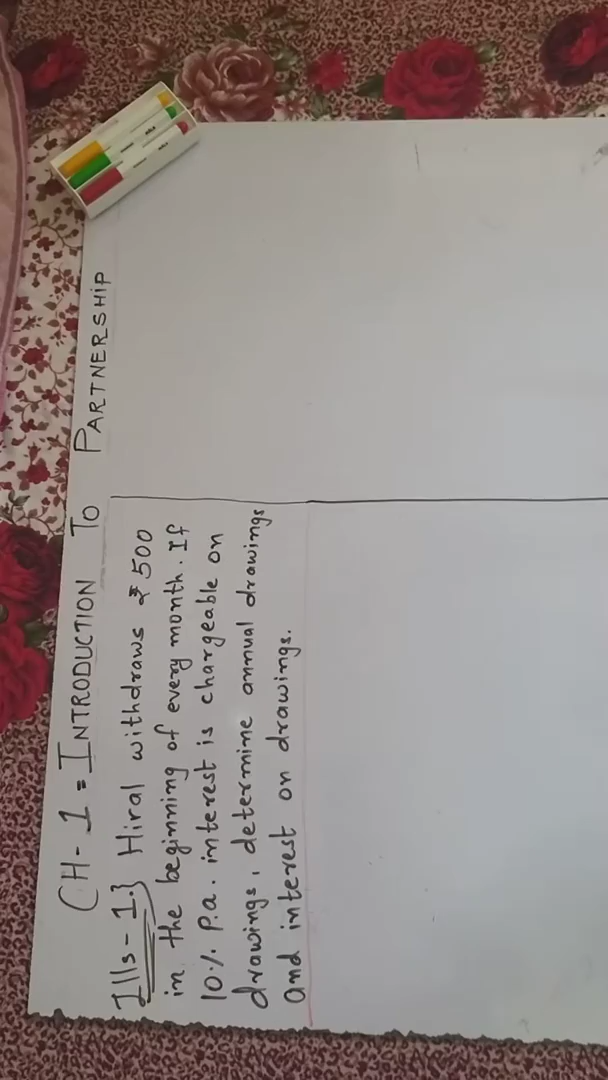 CH-1 = INTRODUCTION TO PARTNERSHIP
Ills-1.} Hiral withdraws ₹500
in the beginning of every month. If
10% P.a. interest is chargeable on
drawings, determine annual drawings
and interest on drawings.